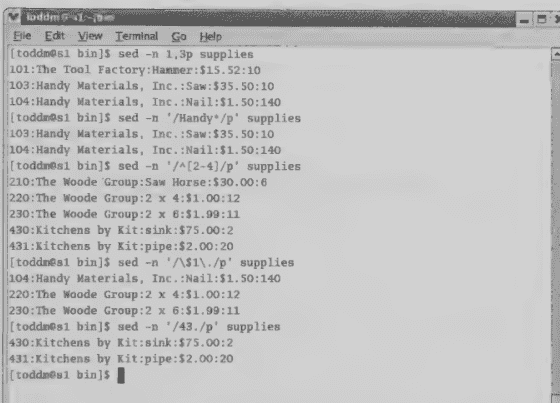 toddm@s1:~/bin
File Edit View Terminal Go Help
[toddm@s1 bin]$ sed -n 1,3p supplies
101:The Tool Factory:Hammer:$15.52:10
103:Handy Materials, Inc.:Saw:$35.50:10
104:Handy Materials, Inc.:Nail:$1.50:140
[toddm@s1 bin]$ sed -n '/Handy*/p' supplies
103:Handy Materials, Inc.:Saw:$35.50:10
104:Handy Materials, Inc.:Nail:$1.50:140
[toddm@s1 bin]$ sed -n '/^[2-4]/p' supplies
210:The Woode Group:Saw Horse:$30.00:6
220:The Woode Group:2 x 4:$1.00:12
230:The Woode Group:2 x 6:$1.99:11
430:Kitchens by Kit:sink:$75.00:2
431:Kitchens by Kit:pipe:$2.00:20
[toddm@s1 bin]$ sed -n '/\$1\./p' supplies
104:Handy Materials, Inc.:Nail:$1.50:140
220:The Woode Group:2 x 4:$1.00:12
230:The Woode Group:2 x 6:$1.99:11
[toddm@s1 bin]$ sed -n '/43./p' supplies
430:Kitchens by Kit:sink:$75.00:2
431:Kitchens by Kit:pipe:$2.00:20
[toddm@s1 bin]$